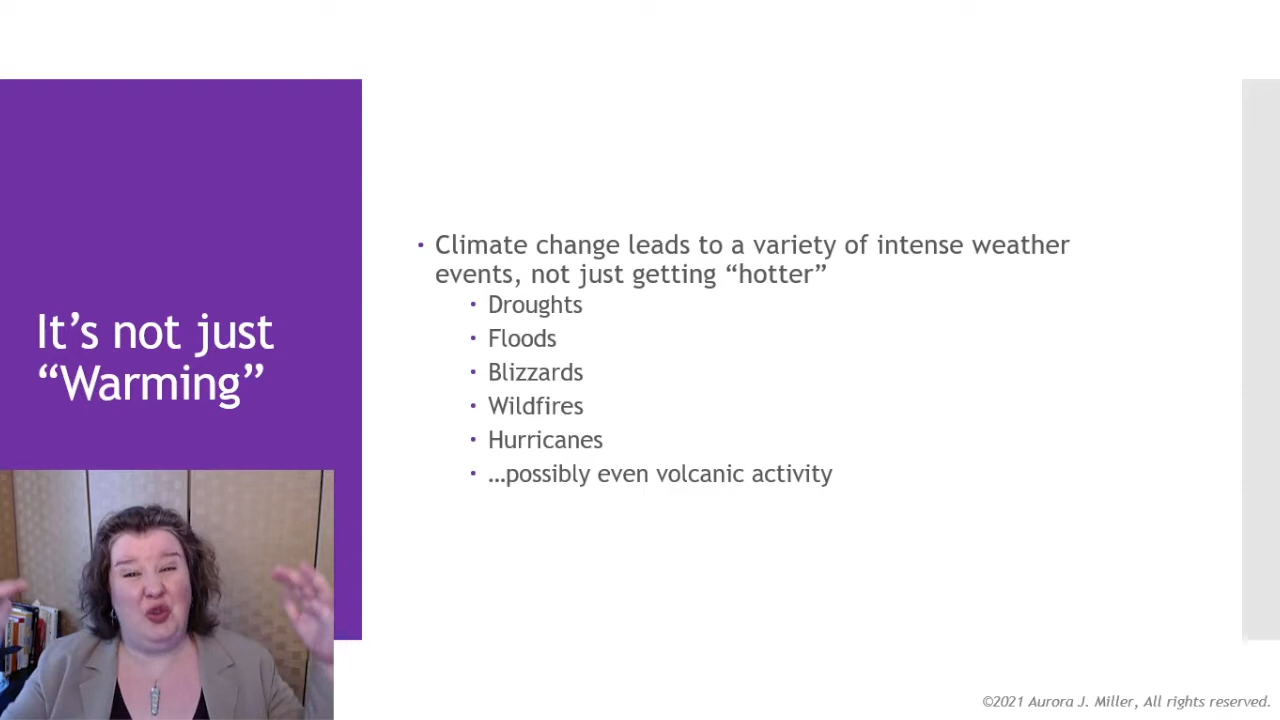 It’s not just
“Warming”
• Climate change leads to a variety of intense weather
events, not just getting “hotter”
• Droughts
• Floods
• Blizzards
• Wildfires
• Hurricanes
• …possibly even volcanic activity
©2021 Aurora J. Miller, All rights reserved.